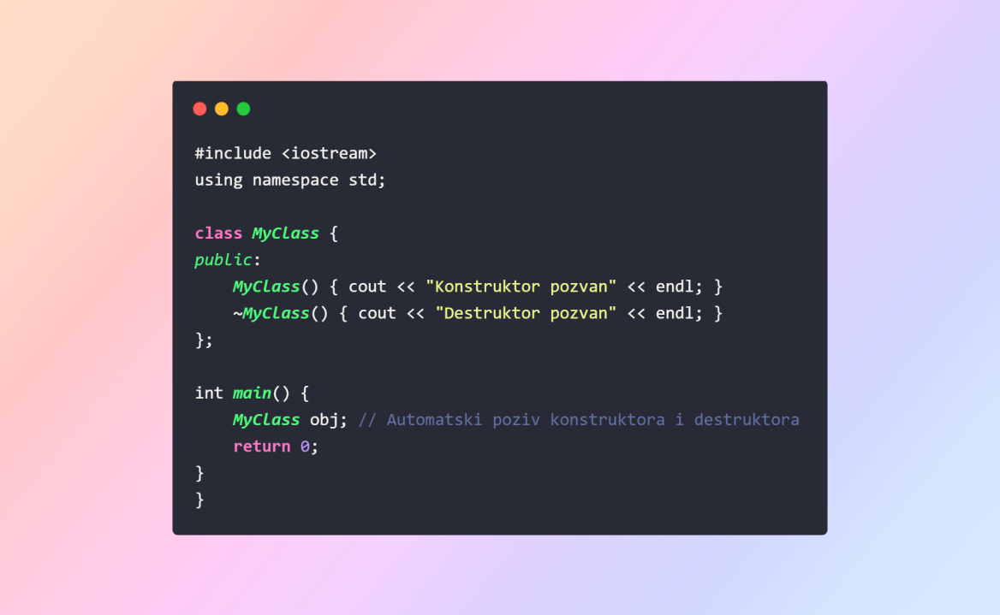 #include <iostream>
using namespace std;
class MyClass {
public:
MyClass() { cout << "Konstruktor pozvan" << endl; }
~MyClass() { cout << "Destruktor pozvan" << endl; }
};
int main() {
MyClass obj; // Automatski poziv konstruktora i destruktora
return 0;
}
}